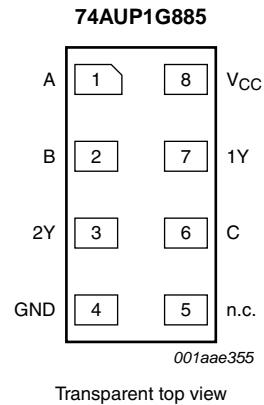 74AUP1G885
A 1 8 VCC
B 2 7 1Y
2Y 3 6 C
GND 4 5 n.c.
001aae355
Transparent top view